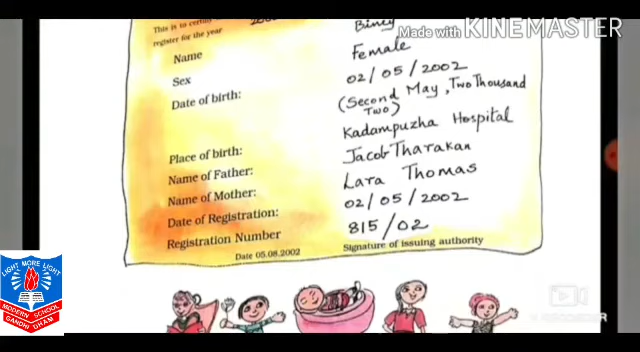 This is to certify
register for the year
Biney
Made with KINEMASTER
Name
Female
Sex
02/05/2002
Date of birth:
(Second May, Two Thousand
Two)
Kadampuzha Hospital
Place of birth:
Jacob Tharakan
Name of Father:
Lara Thomas
Name of Mother:
02/05/2002
Date of Registration:
815/02
Registration Number
Date 05.08.2002
Signature of issuing authority
LIGHT MORE LIGHT
MODERN SCHOOL
GANDHI DHAM